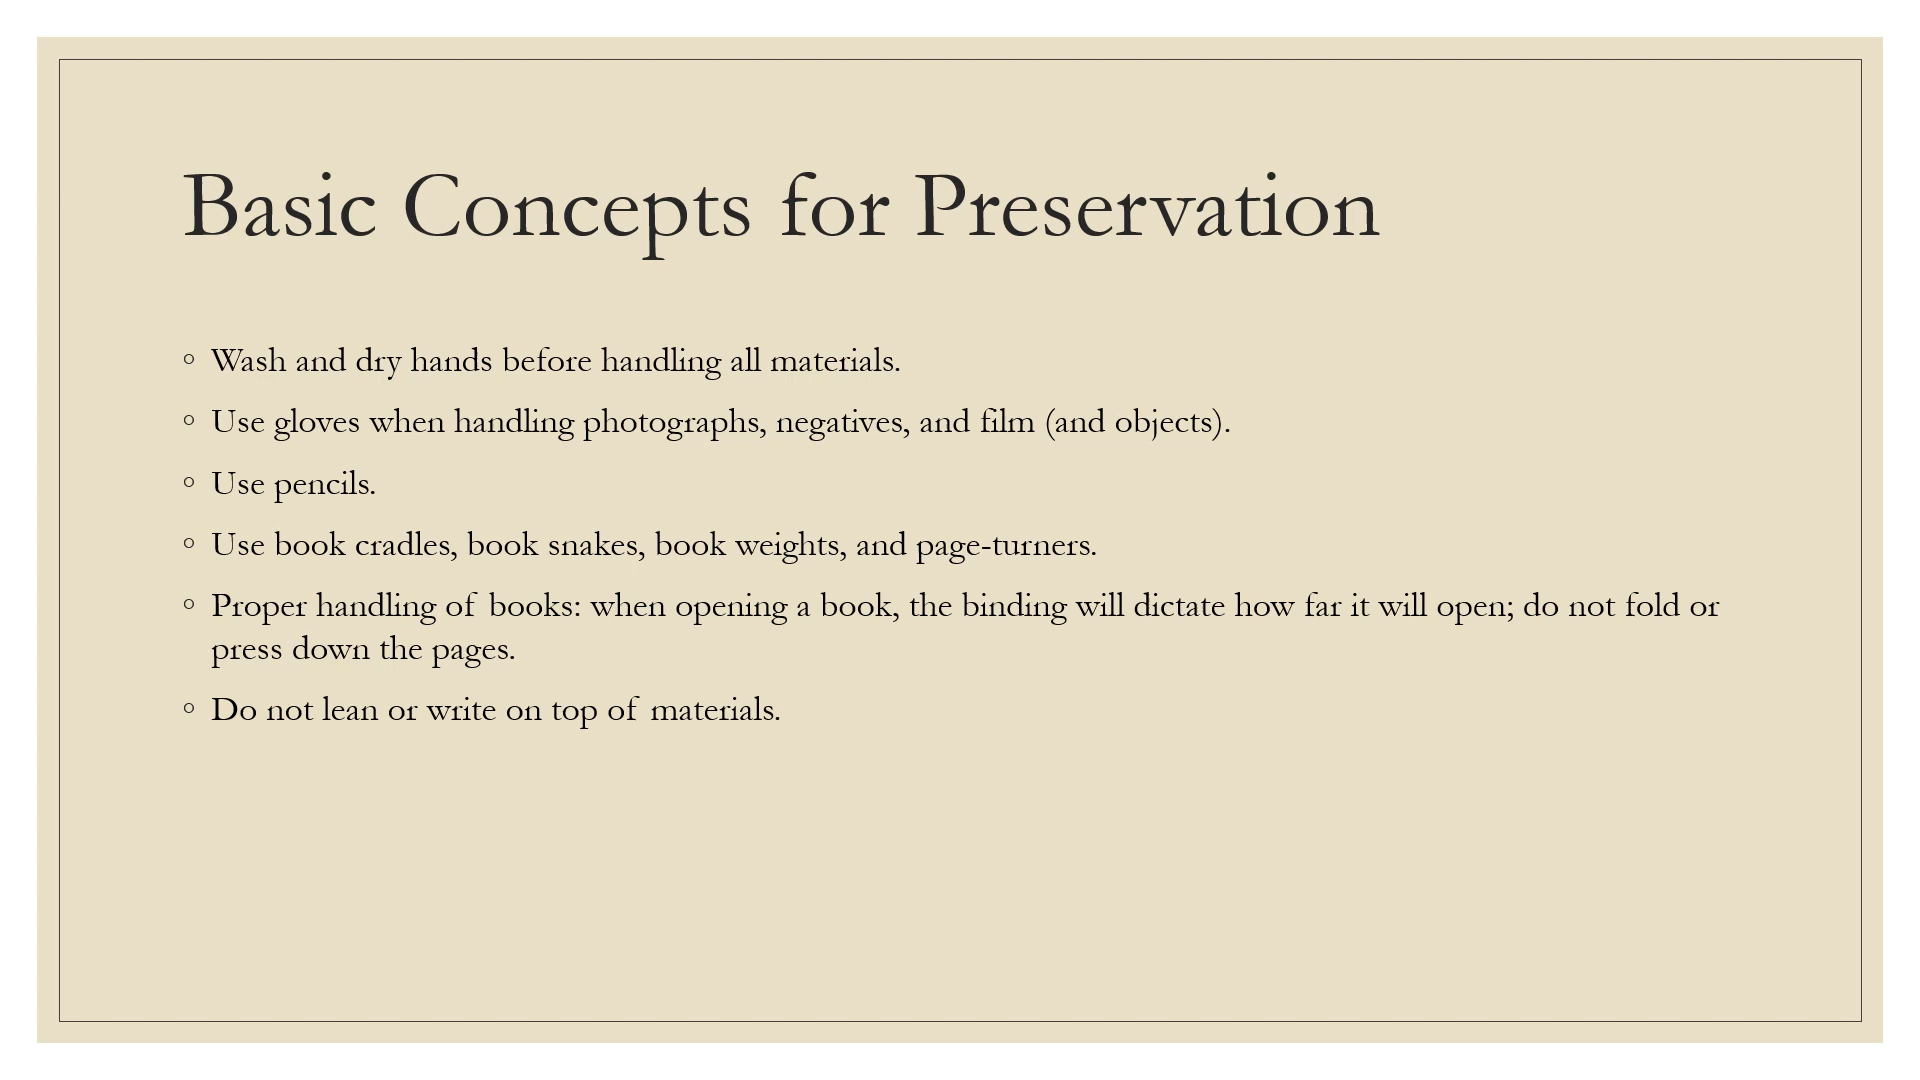 Basic Concepts for Preservation
◦ Wash and dry hands before handling all materials.
◦ Use gloves when handling photographs, negatives, and film (and objects).
◦ Use pencils.
◦ Use book cradles, book snakes, book weights, and page-turners.
◦ Proper handling of books: when opening a book, the binding will dictate how far it will open; do not fold or
press down the pages.
◦ Do not lean or write on top of materials.